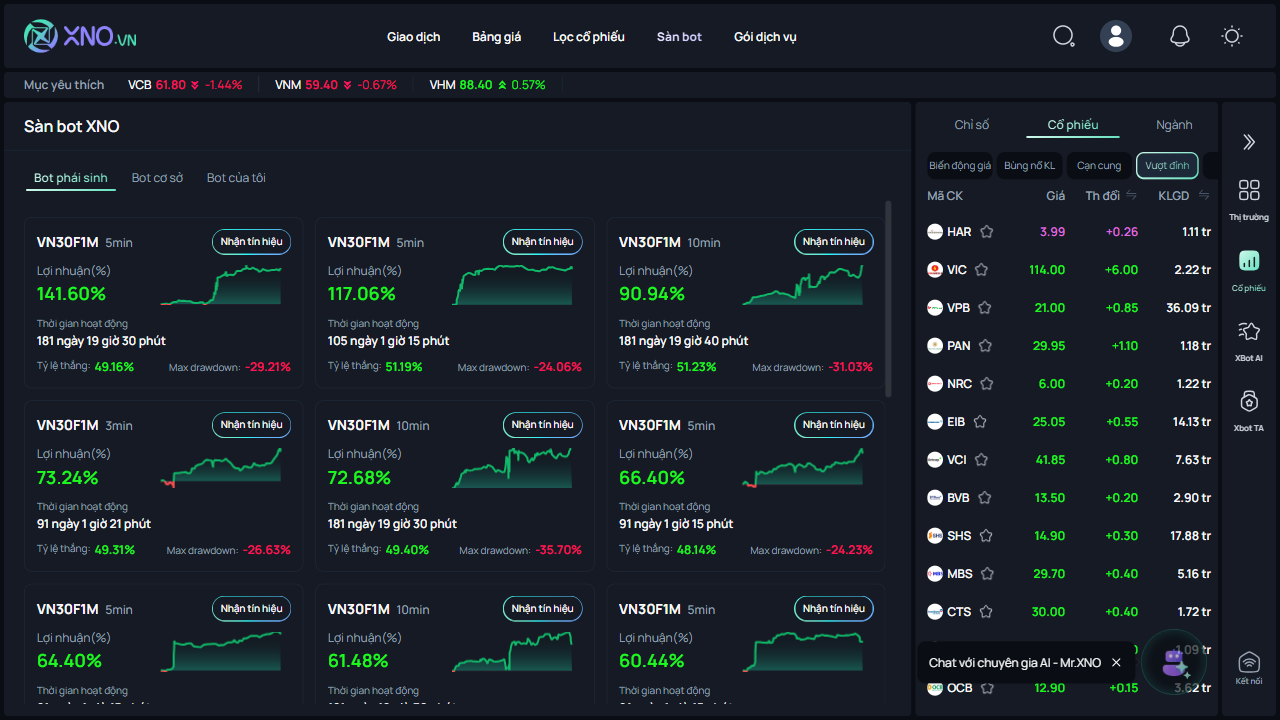 XNO.VN
Giao dịch Bảng giá Lọc cổ phiếu Sàn bot Gói dịch vụ
Mục yêu thích VCB 61.80 -1.44% VNM 59.40 -0.67% VHM 88.40 0.57%
Sàn bot XNO
Bot phái sinh Bot cơ sở Bot của tôi
VN30F1M 5min Nhận tín hiệu
Lợi nhuận(%)
141.60%
Thời gian hoạt động
181 ngày 19 giờ 30 phút
Tỷ lệ thắng: 49.16% Max drawdown: -29.21%
VN30F1M 5min Nhận tín hiệu
Lợi nhuận(%)
117.06%
Thời gian hoạt động
105 ngày 1 giờ 15 phút
Tỷ lệ thắng: 51.19% Max drawdown: -24.06%
VN30F1M 10min Nhận tín hiệu
Lợi nhuận(%)
90.94%
Thời gian hoạt động
181 ngày 19 giờ 40 phút
Tỷ lệ thắng: 51.23% Max drawdown: -31.03%
VN30F1M 3min Nhận tín hiệu
Lợi nhuận(%)
73.24%
Thời gian hoạt động
91 ngày 1 giờ 21 phút
Tỷ lệ thắng: 49.31% Max drawdown: -26.63%
VN30F1M 10min Nhận tín hiệu
Lợi nhuận(%)
72.68%
Thời gian hoạt động
181 ngày 19 giờ 30 phút
Tỷ lệ thắng: 49.40% Max drawdown: -35.70%
VN30F1M 5min Nhận tín hiệu
Lợi nhuận(%)
66.40%
Thời gian hoạt động
91 ngày 1 giờ 15 phút
Tỷ lệ thắng: 48.14% Max drawdown: -24.23%
VN30F1M 5min Nhận tín hiệu
Lợi nhuận(%)
64.40%
Thời gian hoạt động
VN30F1M 10min Nhận tín hiệu
Lợi nhuận(%)
61.48%
Thời gian hoạt động
VN30F1M 5min Nhận tín hiệu
Lợi nhuận(%)
60.44%
Thời gian hoạt động
Chỉ số Cổ phiếu Ngành
Biến động giá Bùng nổ KL Cạn cung Vượt đỉnh
Mã CK Giá Th đổi KLGD
HAR 3.99 +0.26 1.11 tr
VIC 114.00 +6.00 2.22 tr
VPB 21.00 +0.85 36.09 tr
PAN 29.95 +1.10 1.18 tr
NRC 6.00 +0.20 1.22 tr
EIB 25.05 +0.55 14.13 tr
VCI 41.85 +0.80 7.63 tr
BVB 13.50 +0.20 2.90 tr
SHS 14.90 +0.30 17.88 tr
MBS 29.70 +0.40 5.16 tr
CTS 30.00 +0.40 1.72 tr
Chat với chuyên gia AI - Mr.XNO
1.09 tr
OCB 12.90 +0.15 3.62 tr
Thị trường
Cổ phiếu
XBot AI
Xbot TA
Kết nối